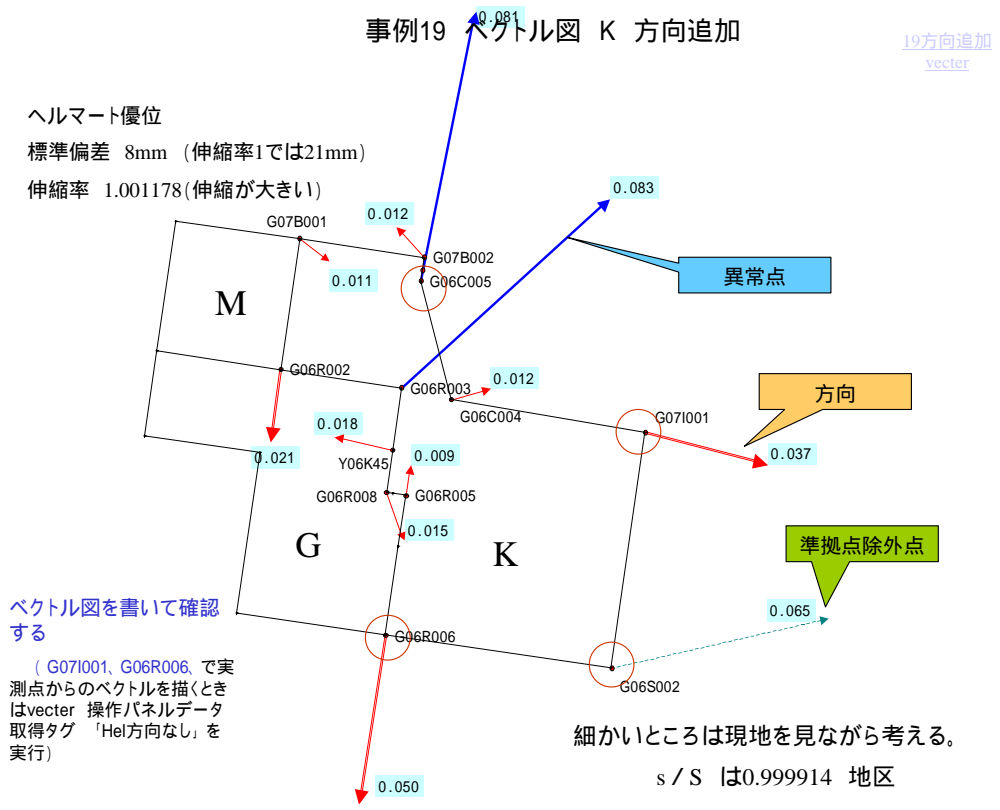 0.081
事例19 ベクトル図 K 方向追加
19方向追加
vecter
ヘルマート優位
標準偏差 8mm (伸縮率1では21mm)
伸縮率 1.001178(伸縮が大きい)
0.083
0.012
G07B001
G07B002
0.011
G06C005
異常点
M
G06R002
G06R003
0.012
方向
G06C004
G07I001
0.018
0.021
Y06K45
0.009
0.037
G06R008
G06R005
0.015
G
K
準拠点除外点
0.065
ベクトル図を書いて確認
する
( G07I001、G06R006、で実
測点からのベクトルを描くとき
はvecter 操作パネルデータ
取得タグ 「Hel方向なし」を
実行)
G06R006
G06S002
細かいところは現地を見ながら考える。
s/S は0.999914 地区
0.050